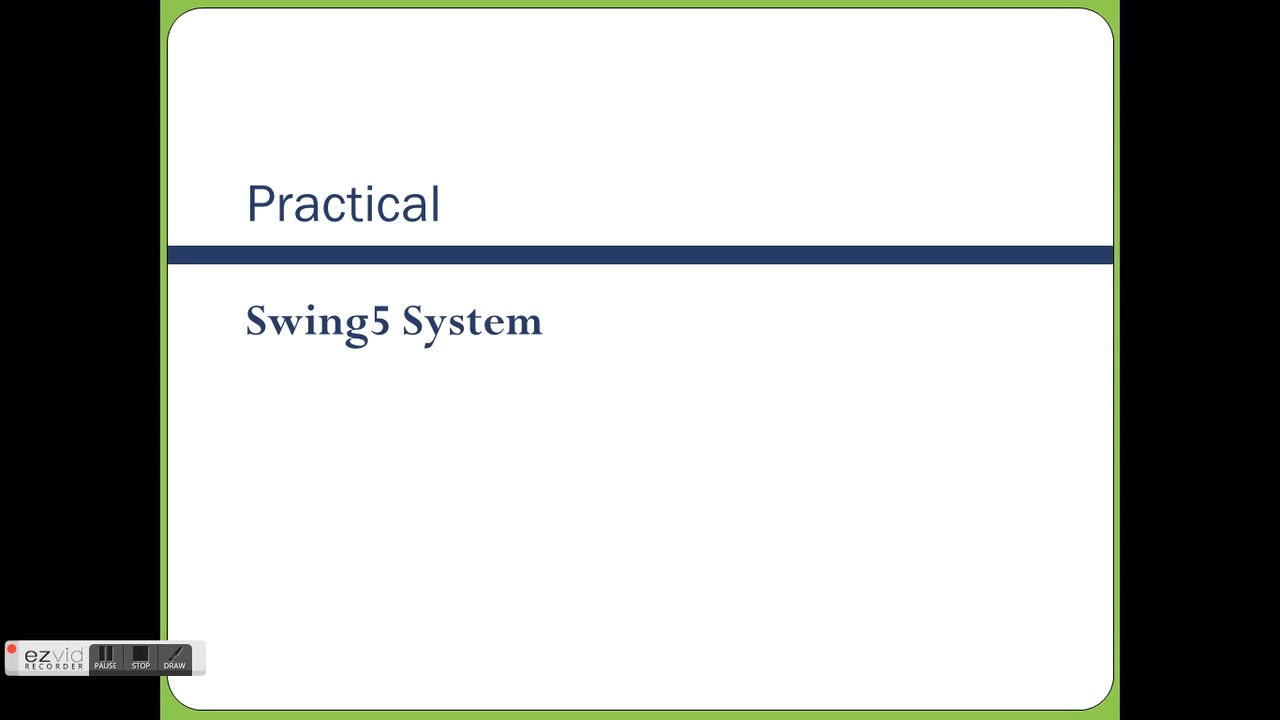 Practical
Swing5 System
ezvid
RECORDER
PAUSE
STOP
DRAW